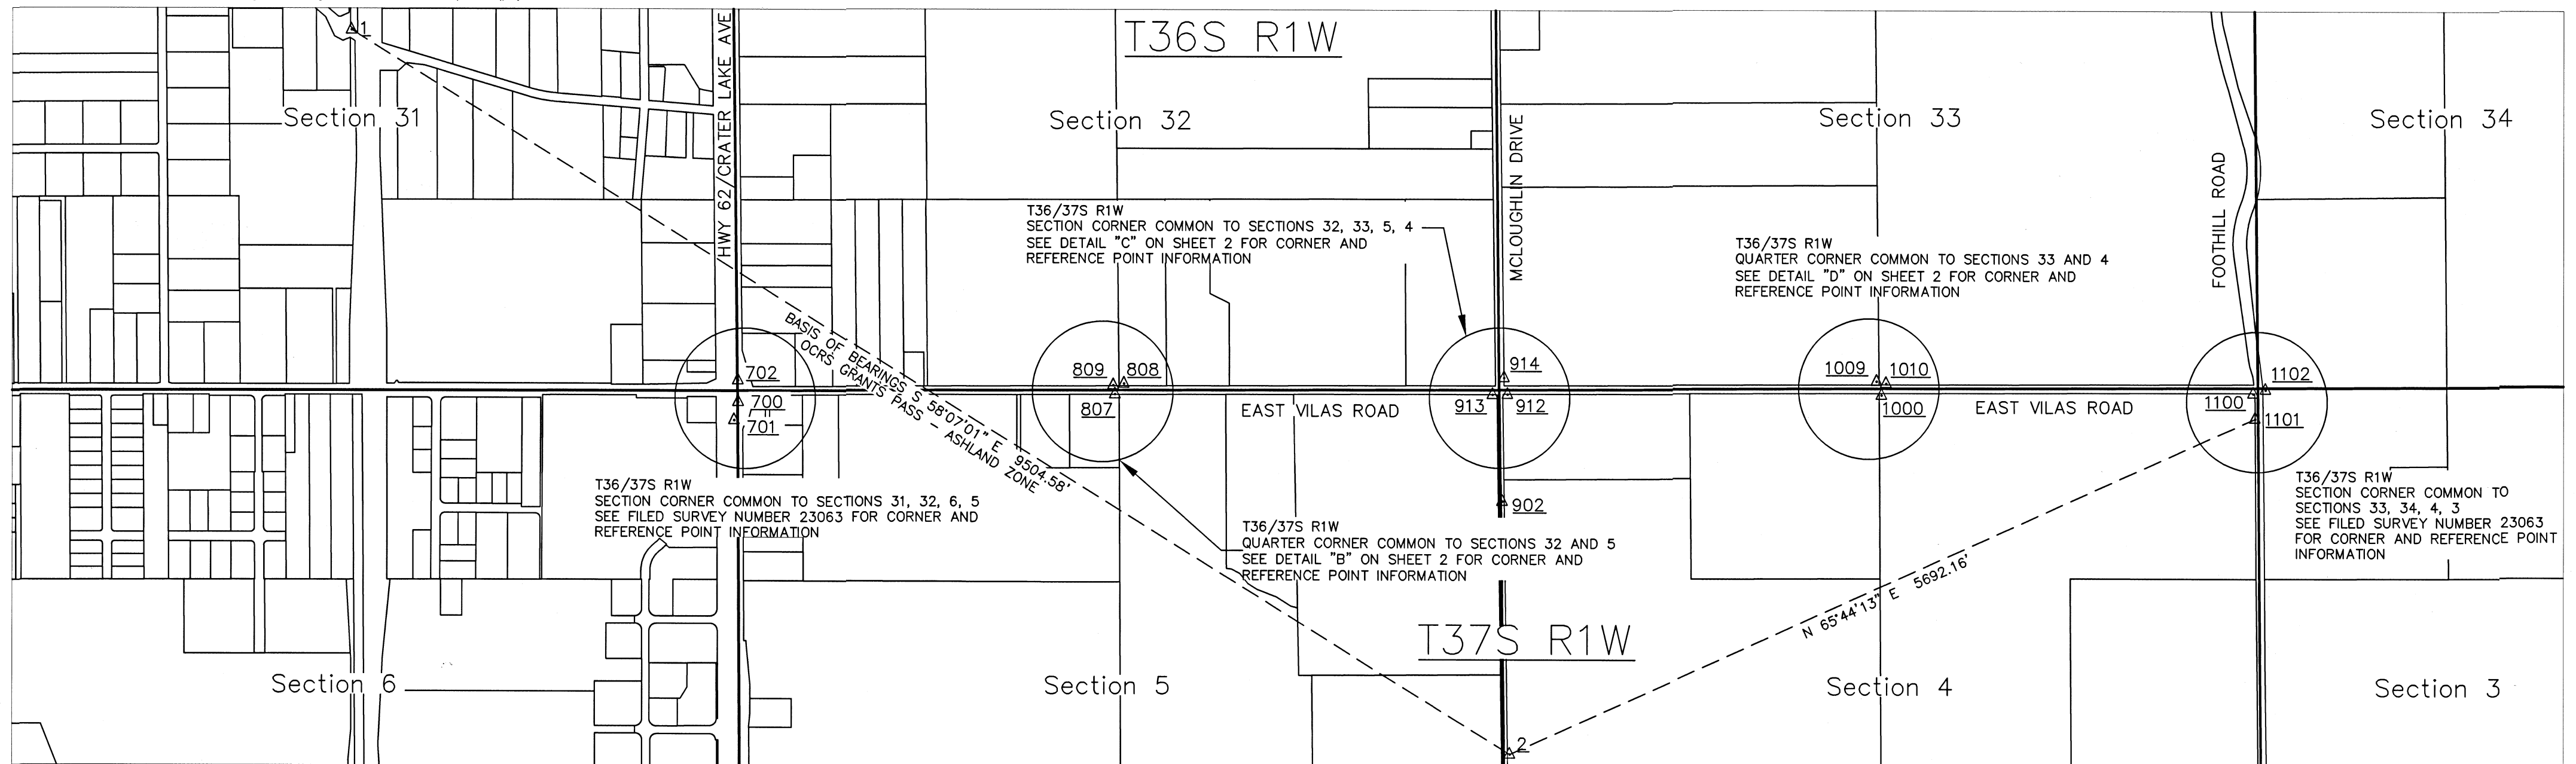 1
T36S R1W
HWY 62/CRATER LAKE AVE
Section 31
Section 32
MCLOUGHLIN DRIVE
Section 33
FOOTHILL ROAD
Section 34
T36/37S R1W
SECTION CORNER COMMON TO SECTIONS 32, 33, 5, 4
SEE DETAIL "C" ON SHEET 2 FOR CORNER AND
REFERENCE POINT INFORMATION
T36/37S R1W
QUARTER CORNER COMMON TO SECTIONS 33 AND 4
SEE DETAIL "D" ON SHEET 2 FOR CORNER AND
REFERENCE POINT INFORMATION
BASIS OF BEARINGS S 58°07'01" E 9504.58'
OCRS GRANTS PASS - ASHLAND ZONE
702
700
701
809 808
807
EAST VILAS ROAD
914
913 912
902
1009 1010
1000
EAST VILAS ROAD
1102
1100
1101
T36/37S R1W
SECTION CORNER COMMON TO SECTIONS 31, 32, 6, 5
SEE FILED SURVEY NUMBER 23063 FOR CORNER AND
REFERENCE POINT INFORMATION
T36/37S R1W
QUARTER CORNER COMMON TO SECTIONS 32 AND 5
SEE DETAIL "B" ON SHEET 2 FOR CORNER AND
REFERENCE POINT INFORMATION
T36/37S R1W
SECTION CORNER COMMON TO
SECTIONS 33, 34, 4, 3
SEE FILED SURVEY NUMBER 23063
FOR CORNER AND REFERENCE POINT
INFORMATION
N 65°44'13" E 5692.16'
T37S R1W
Section 6
Section 5
Section 4
Section 3
2